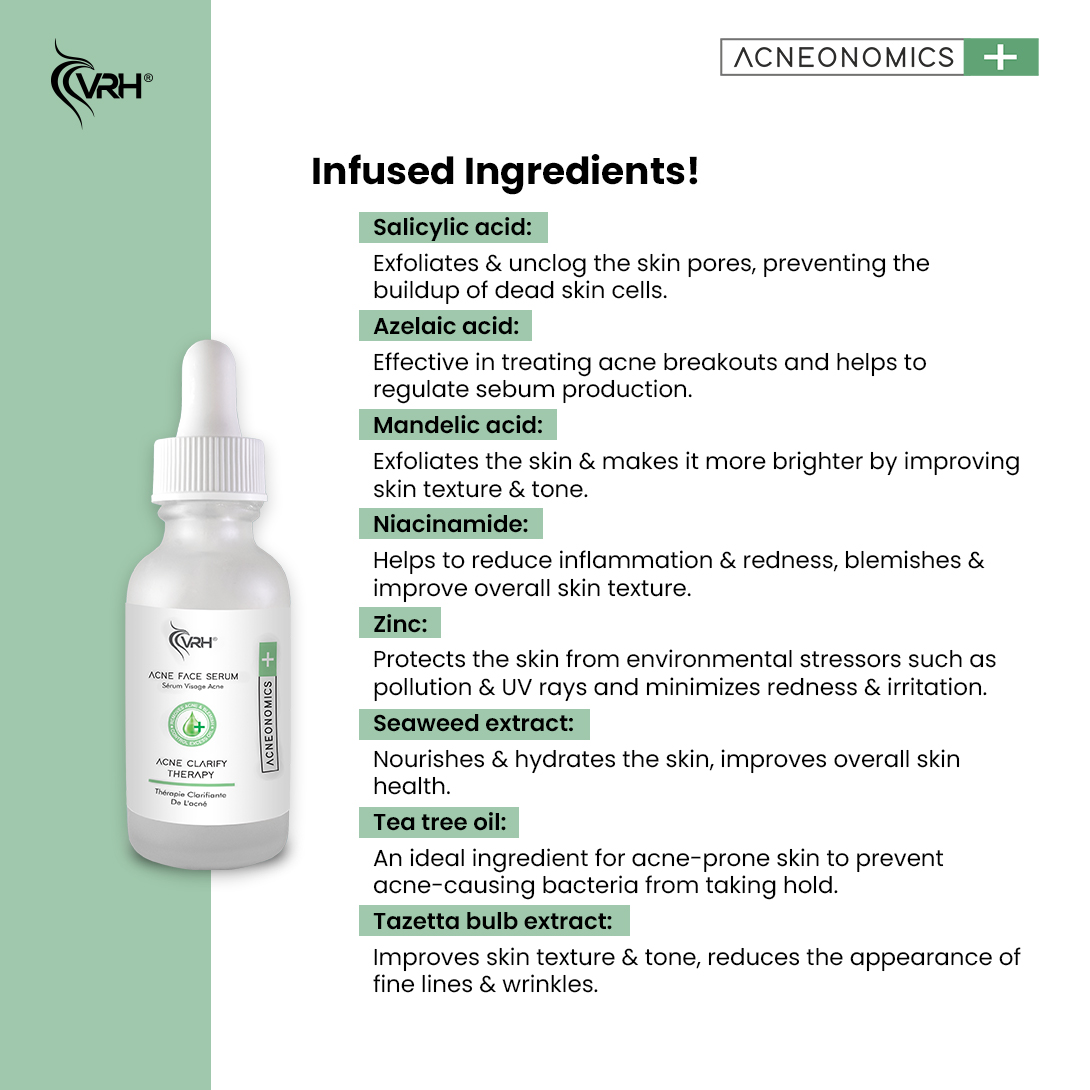 VRH®
ACNEONOMICS +
Infused Ingredients!
Salicylic acid:
Exfoliates & unclog the skin pores, preventing the
buildup of dead skin cells.
Azelaic acid:
Effective in treating acne breakouts and helps to
regulate sebum production.
Mandelic acid:
Exfoliates the skin & makes it more brighter by improving
skin texture & tone.
Niacinamide:
Helps to reduce inflammation & redness, blemishes &
improve overall skin texture.
Zinc:
Protects the skin from environmental stressors such as
pollution & UV rays and minimizes redness & irritation.
Seaweed extract:
Nourishes & hydrates the skin, improves overall skin
health.
Tea tree oil:
An ideal ingredient for acne-prone skin to prevent
acne-causing bacteria from taking hold.
Tazetta bulb extract:
Improves skin texture & tone, reduces the appearance of
fine lines & wrinkles.
VRH®
ACNE FACE SERUM
Sérum Visage Acne
ACNEONOMICS +
ACNE CLARIFY
THERAPY
Thérapie Clarifiante
De L'acné